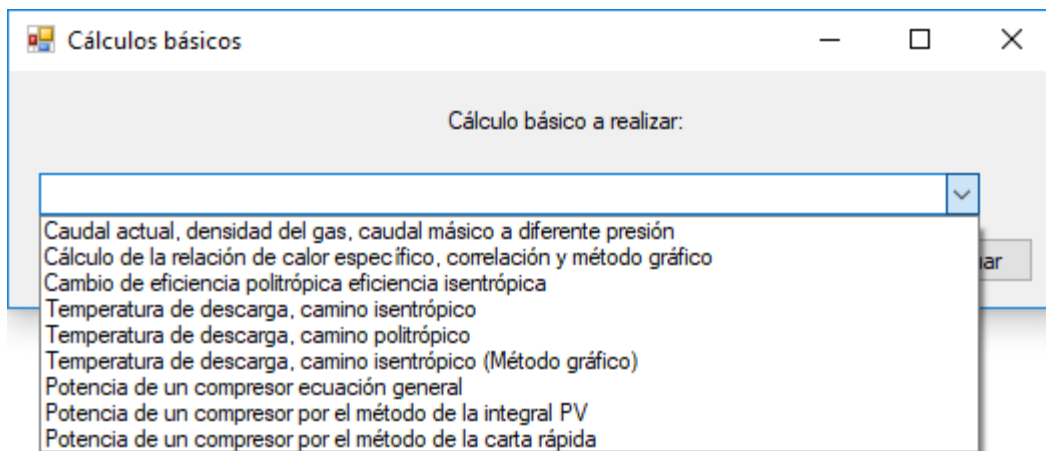 Cálculos básicos
Cálculo básico a realizar:
Caudal actual, densidad del gas, caudal másico a diferente presión
Cálculo de la relación de calor específico, correlación y método gráfico
Cambio de eficiencia politrópica eficiencia isentrópica
Temperatura de descarga, camino isentrópico
Temperatura de descarga, camino politrópico
Temperatura de descarga, camino isentrópico (Método gráfico)
Potencia de un compresor ecuación general
Potencia de un compresor por el método de la integral PV
Potencia de un compresor por el método de la carta rápida